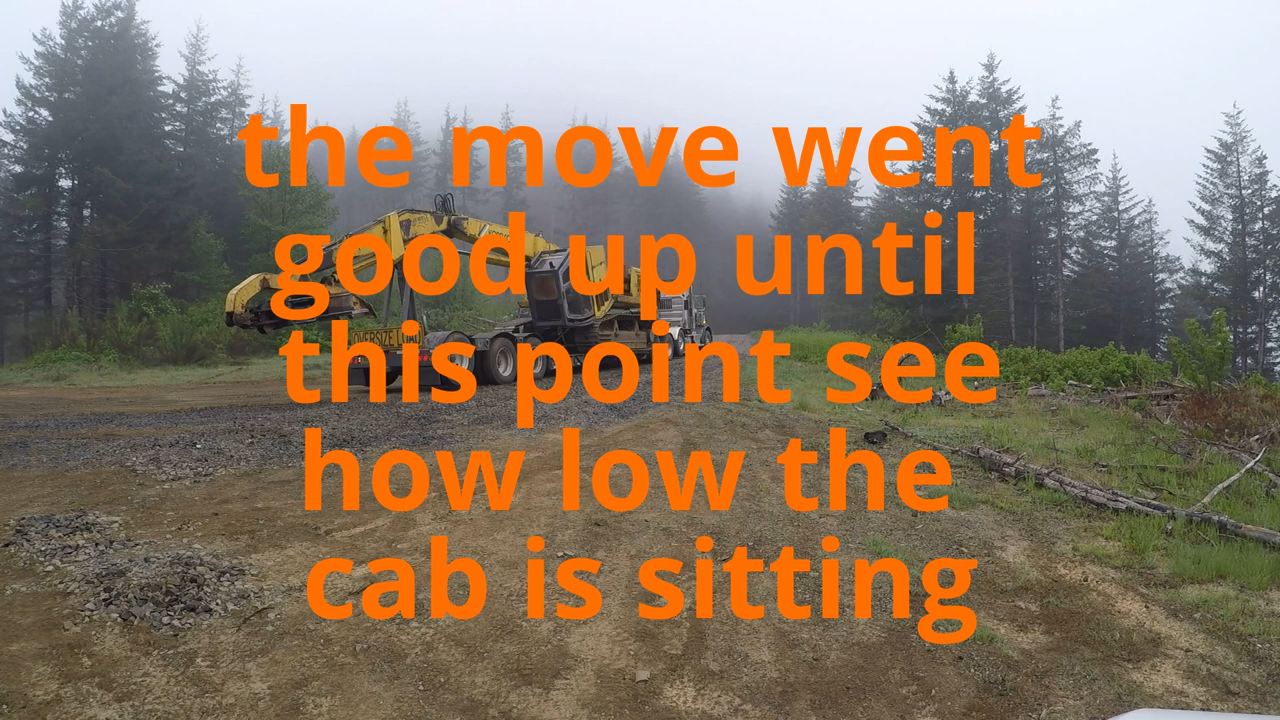 the move went
good up until
OVERSIZE LOAD
this point see
how low the
cab is sitting